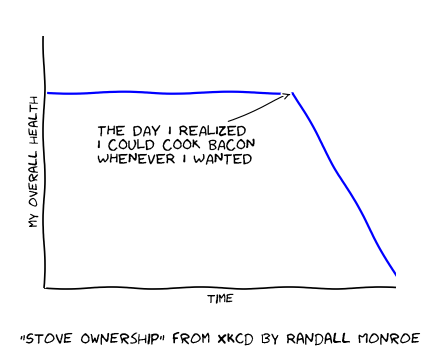 THE DAY I REALIZED
I COULD COOK BACON
WHENEVER I WANTED
MY OVERALL HEALTH
TIME
"STOVE OWNERSHIP" FROM XKCD BY RANDALL MONROE